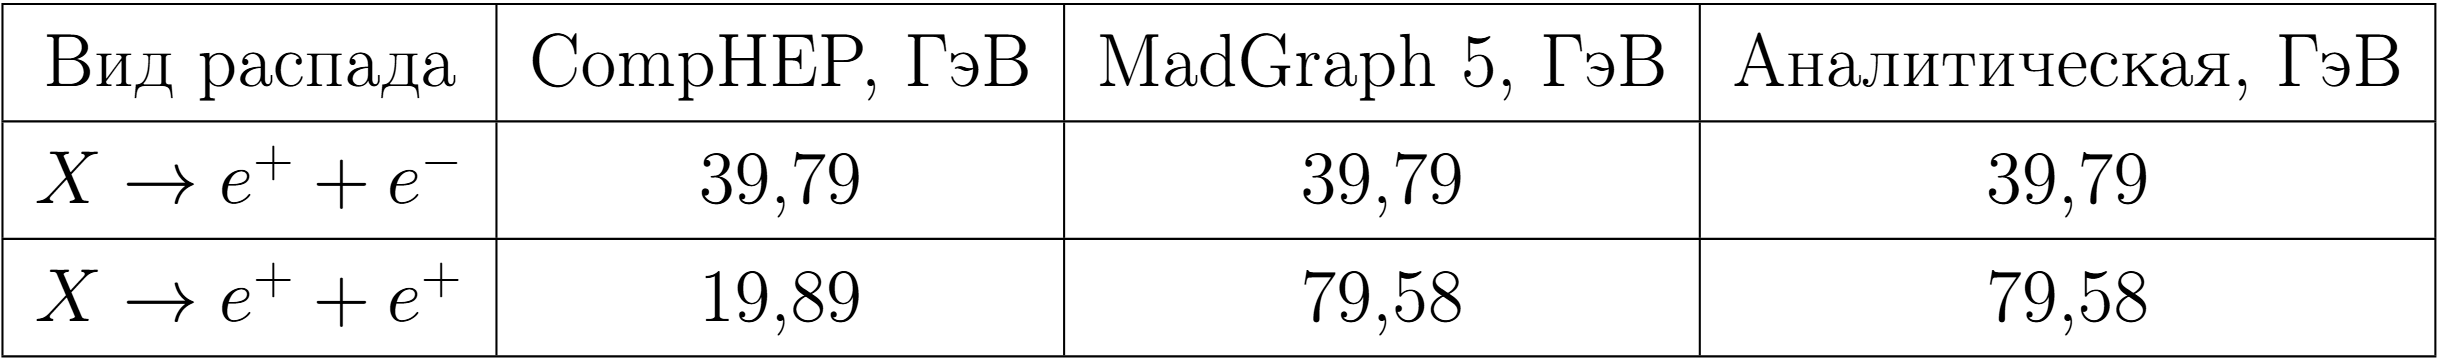 Вид распада CompHEP, ГэВ MadGraph 5, ГэВ Аналитическая, ГэВ
X → e⁺ + e⁻ 39,79 39,79 39,79
X → e⁺ + e⁺ 19,89 79,58 79,58